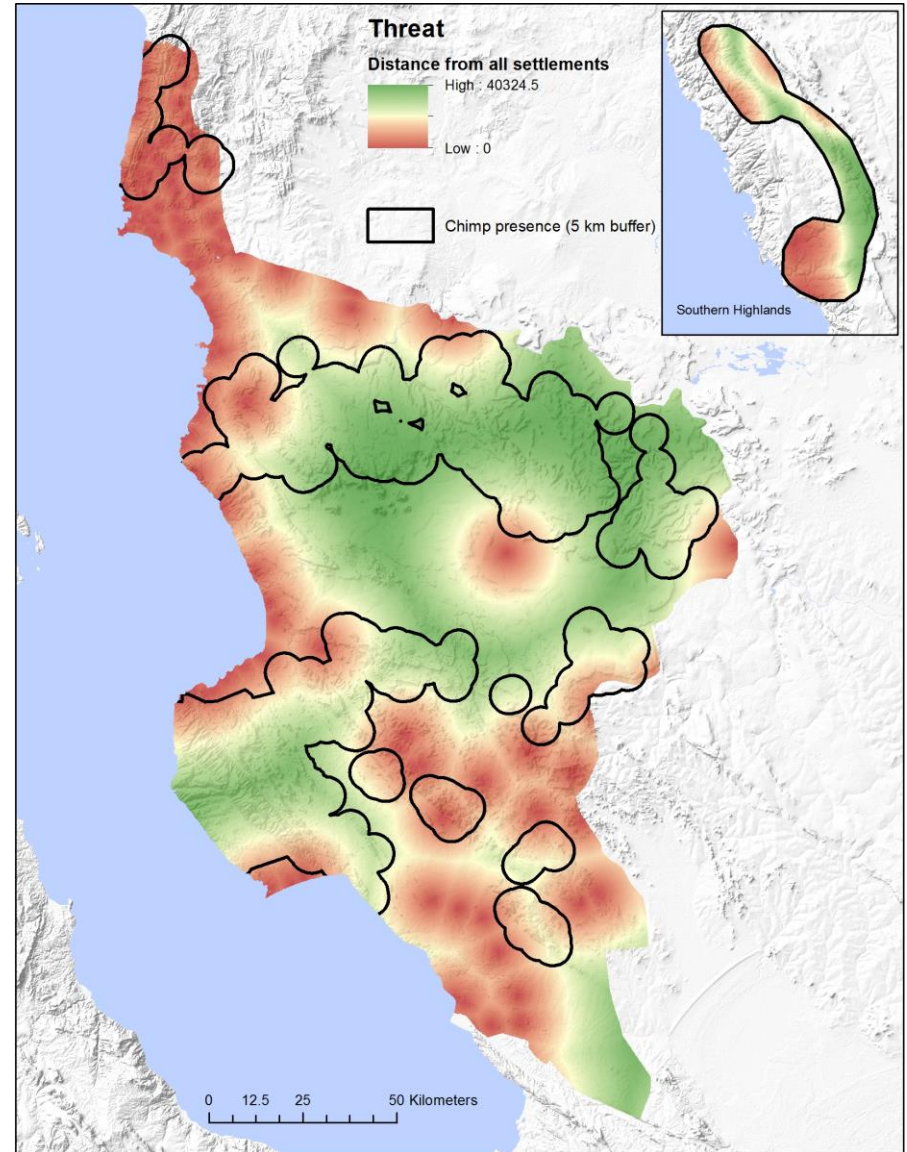 Threat
Distance from all settlements
High : 40324.5
Low : 0
Chimp presence (5 km buffer)
Southern Highlands
0 12.5 25 50 Kilometers